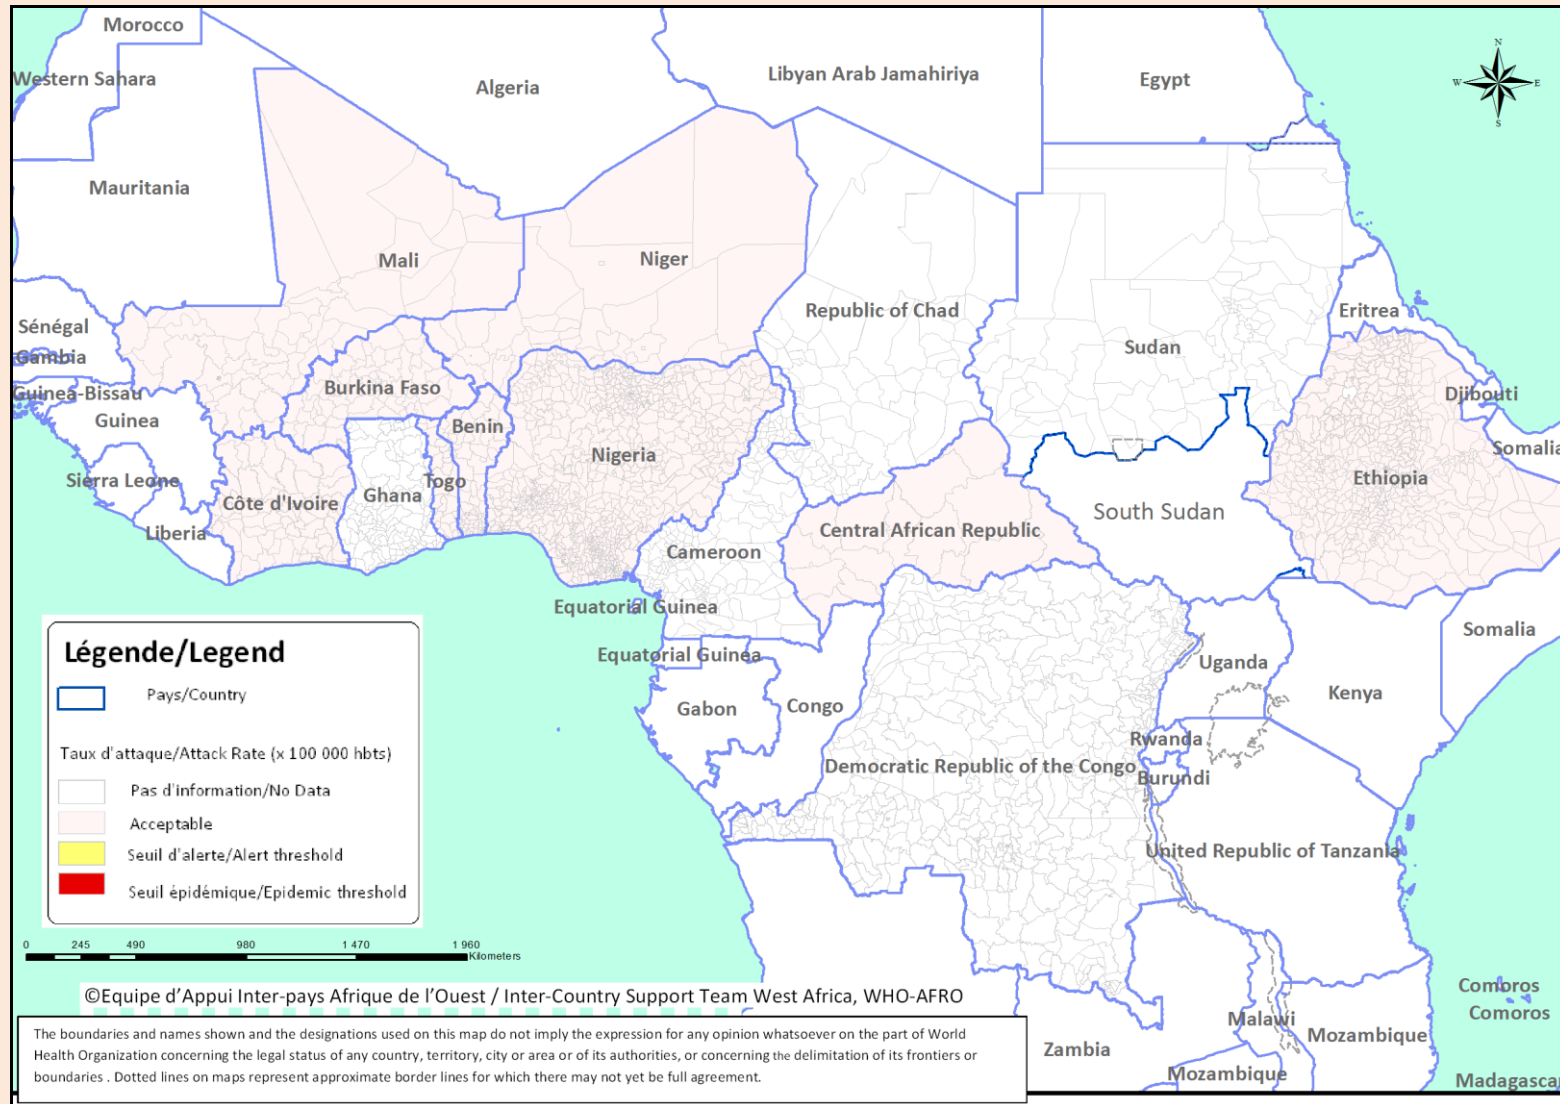 Morocco
Western Sahara
Algeria
Libyan Arab Jamahiriya
Egypt
N
W
E
S
Mauritania
Mali
Niger
Republic of Chad
Sudan
Eritrea
Sénégal
Gambia
Guinea-Bissau
Guinea
Burkina Faso
Benin
Nigeria
Djibouti
Somalia
Sierra Leone
Côte d'Ivoire
Ghana
Togo
Ethiopia
Liberia
Cameroon
Central African Republic
South Sudan
Equatorial Guinea
Equatorial Guinea
Gabon
Congo
Uganda
Kenya
Somalia
Rwanda
Democratic Republic of the Congo
Burundi
United Republic of Tanzania
Légende/Legend
Pays/Country
Taux d'attaque/Attack Rate (x 100 000 hbts)
Pas d'information/No Data
Acceptable
Seuil d'alerte/Alert threshold
Seuil épidémique/Epidemic threshold
0 245 490 980 1 470 1 960
Kilometers
©Equipe d'Appui Inter-pays Afrique de l'Ouest / Inter-Country Support Team West Africa, WHO-AFRO
Comoros
Comoros
Malawi
Mozambique
Zambia
Mozambique
Madagascar
The boundaries and names shown and the designations used on this map do not imply the expression for any opinion whatsoever on the part of World
Health Organization concerning the legal status of any country, territory, city or area or of its authorities, or concerning the delimitation of its frontiers or
boundaries . Dotted lines on maps represent approximate border lines for which there may not yet be full agreement.